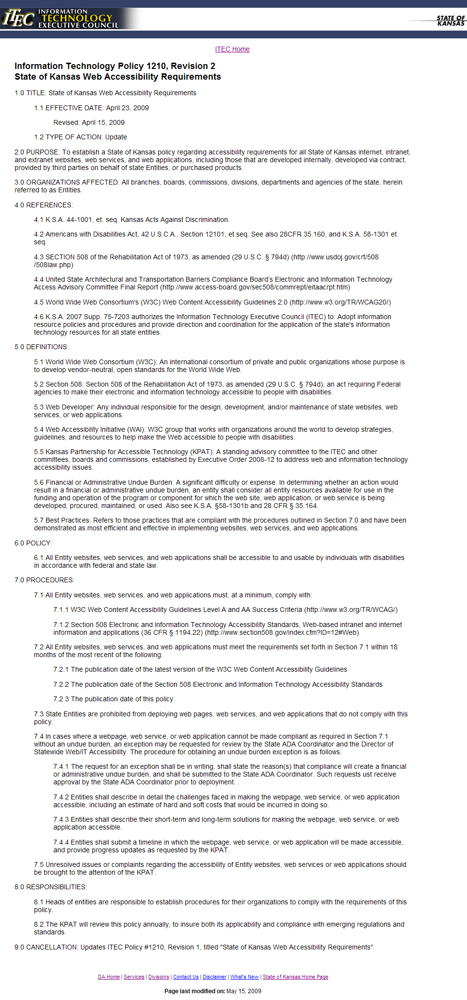 ITEC INFORMATION
TECHNOLOGY
EXECUTIVE COUNCIL
STATE OF
KANSAS
ITEC Home
Information Technology Policy 1210, Revision 2
State of Kansas Web Accessibility Requirements
1.0 TITLE: State of Kansas Web Accessibility Requirements
1.1 EFFECTIVE DATE: April 23, 2009
Revised: April 15, 2009
1.2 TYPE OF ACTION: Update
2.0 PURPOSE: To establish a State of Kansas policy regarding accessibility requirements for all State of Kansas internet, intranet,
and extranet websites, web services, and web applications, including those that are developed internally, developed via contract,
provided by third parties on behalf of state Entities, or purchased products.
3.0 ORGANIZATIONS AFFECTED: All branches, boards, commissions, divisions, departments and agencies of the state, herein
referred to as Entities.
4.0 REFERENCES:
4.1 K.S.A. 44-1001, et. seq. Kansas Acts Against Discrimination.
4.2 Americans with Disabilities Act, 42 U.S.C.A., Section 12101, et.seq. See also 28CFR 35.160, and K.S.A. 58-1301 et.
seq.
4.3 SECTION 508 of the Rehabilitation Act of 1973, as amended (29 U.S.C. § 794d) (http://www.usdoj.gov/crt/508
/508law.php)
4.4 United State Architectural and Transportation Barriers Compliance Board's Electronic and Information Technology
Access Advisory Committee Final Report (http://www.access-board.gov/sec508/commrept/eitaacrpt.htm)
4.5 World Wide Web Consortium's (W3C) Web Content Accessibility Guidelines 2.0 (http://www.w3.org/TR/WCAG20/)
4.6 K.S.A. 2007 Supp. 75-7203 authorizes the Information Technology Executive Council (ITEC) to: Adopt information
resource policies and procedures and provide direction and coordination for the application of the state's information
technology resources for all state entities.
5.0 DEFINITIONS:
5.1 World Wide Web Consortium (W3C): An international consortium of private and public organizations whose purpose is
to develop vendor-neutral, open standards for the World Wide Web.
5.2 Section 508: Section 508 of the Rehabilitation Act of 1973, as amended (29 U.S.C. § 794d), an act requiring Federal
agencies to make their electronic and information technology accessible to people with disabilities.
5.3 Web Developer: Any individual responsible for the design, development, and/or maintenance of state websites, web
services, or web applications.
5.4 Web Accessibility Initiative (WAI): W3C group that works with organizations around the world to develop strategies,
guidelines, and resources to help make the Web accessible to people with disabilities.
5.5 Kansas Partnership for Accessible Technology (KPAT): A standing advisory committee to the ITEC and other
committees, boards and commissions, established by Executive Order 2008-12 to address web and information technology
accessibility issues.
5.6 Financial or Administrative Undue Burden: A significant difficulty or expense. In determining whether an action would
result in a financial or administrative undue burden, an entity shall consider all entity resources available for use in the
funding and operation of the program or component for which the web site, web application, or web service is being
developed, procured, maintained, or used. Also see K.S.A. §58-1301b and 28 CFR § 35.164.
5.7 Best Practices: Refers to those practices that are compliant with the procedures outlined in Section 7.0 and have been
demonstrated as most efficient and effective in implementing websites, web services, and web applications.
6.0 POLICY:
6.1 All Entity websites, web services, and web applications shall be accessible to and usable by individuals with disabilities
in accordance with federal and state law.
7.0 PROCEDURES:
7.1 All Entity websites, web services, and web applications must, at a minimum, comply with:
7.1.1 W3C Web Content Accessibility Guidelines Level A and AA Success Criteria (http://www.w3.org/TR/WCAG/)
7.1.2 Section 508 Electronic and Information Technology Accessibility Standards, Web-based intranet and internet
information and applications (36 CFR § 1194.22) (http://www.section508.gov/index.cfm?ID=12#Web)
7.2 All Entity websites, web services, and web applications must meet the requirements set forth in Section 7.1 within 18
months of the most recent of the following:
7.2.1 The publication date of the latest version of the W3C Web Content Accessibility Guidelines
7.2.2 The publication date of the Section 508 Electronic and Information Technology Accessibility Standards
7.2.3 The publication date of this policy.
7.3 State Entities are prohibited from deploying web pages, web services, and web applications that do not comply with this
policy.
7.4 In cases where a webpage, web service, or web application cannot be made compliant as required in Section 7.1
without an undue burden, an exception may be requested for review by the State ADA Coordinator and the Director of
Statewide Web/IT Accessibility. The procedure for obtaining an undue burden exception is as follows:
7.4.1 The request for an exception shall be in writing, shall state the reason(s) that compliance will create a financial
or administrative undue burden, and shall be submitted to the State ADA Coordinator. Such requests ust receive
approval by the State ADA Coordinator prior to deployment. .
7.4.2 Entities shall describe in detail the challenges faced in making the webpage, web service, or web application
accessible, including an estimate of hard and soft costs that would be incurred in doing so.
7.4.3 Entities shall describe their short-term and long-term solutions for making the webpage, web service, or web
application accessible.
7.4.4 Entities shall submit a timeline in which the webpage, web service, or web application will be made accessible,
and provide progress updates as requested by the KPAT.
7.5 Unresolved issues or complaints regarding the accessibility of Entity websites, web services or web applications should
be brought to the attention of the KPAT.
8.0 RESPONSIBILITIES:
8.1 Heads of entities are responsible to establish procedures for their organizations to comply with the requirements of this
policy.
8.2 The KPAT will review this policy annually, to insure both its applicability and compliance with emerging regulations and
standards.
9.0 CANCELLATION: Updates ITEC Policy #1210, Revision 1, titled "State of Kansas Web Accessibility Requirements".
DA Home | Services | Divisions | Contact Us | Disclaimer | What's New | State of Kansas Home Page
Page last modified on: May 15, 2009